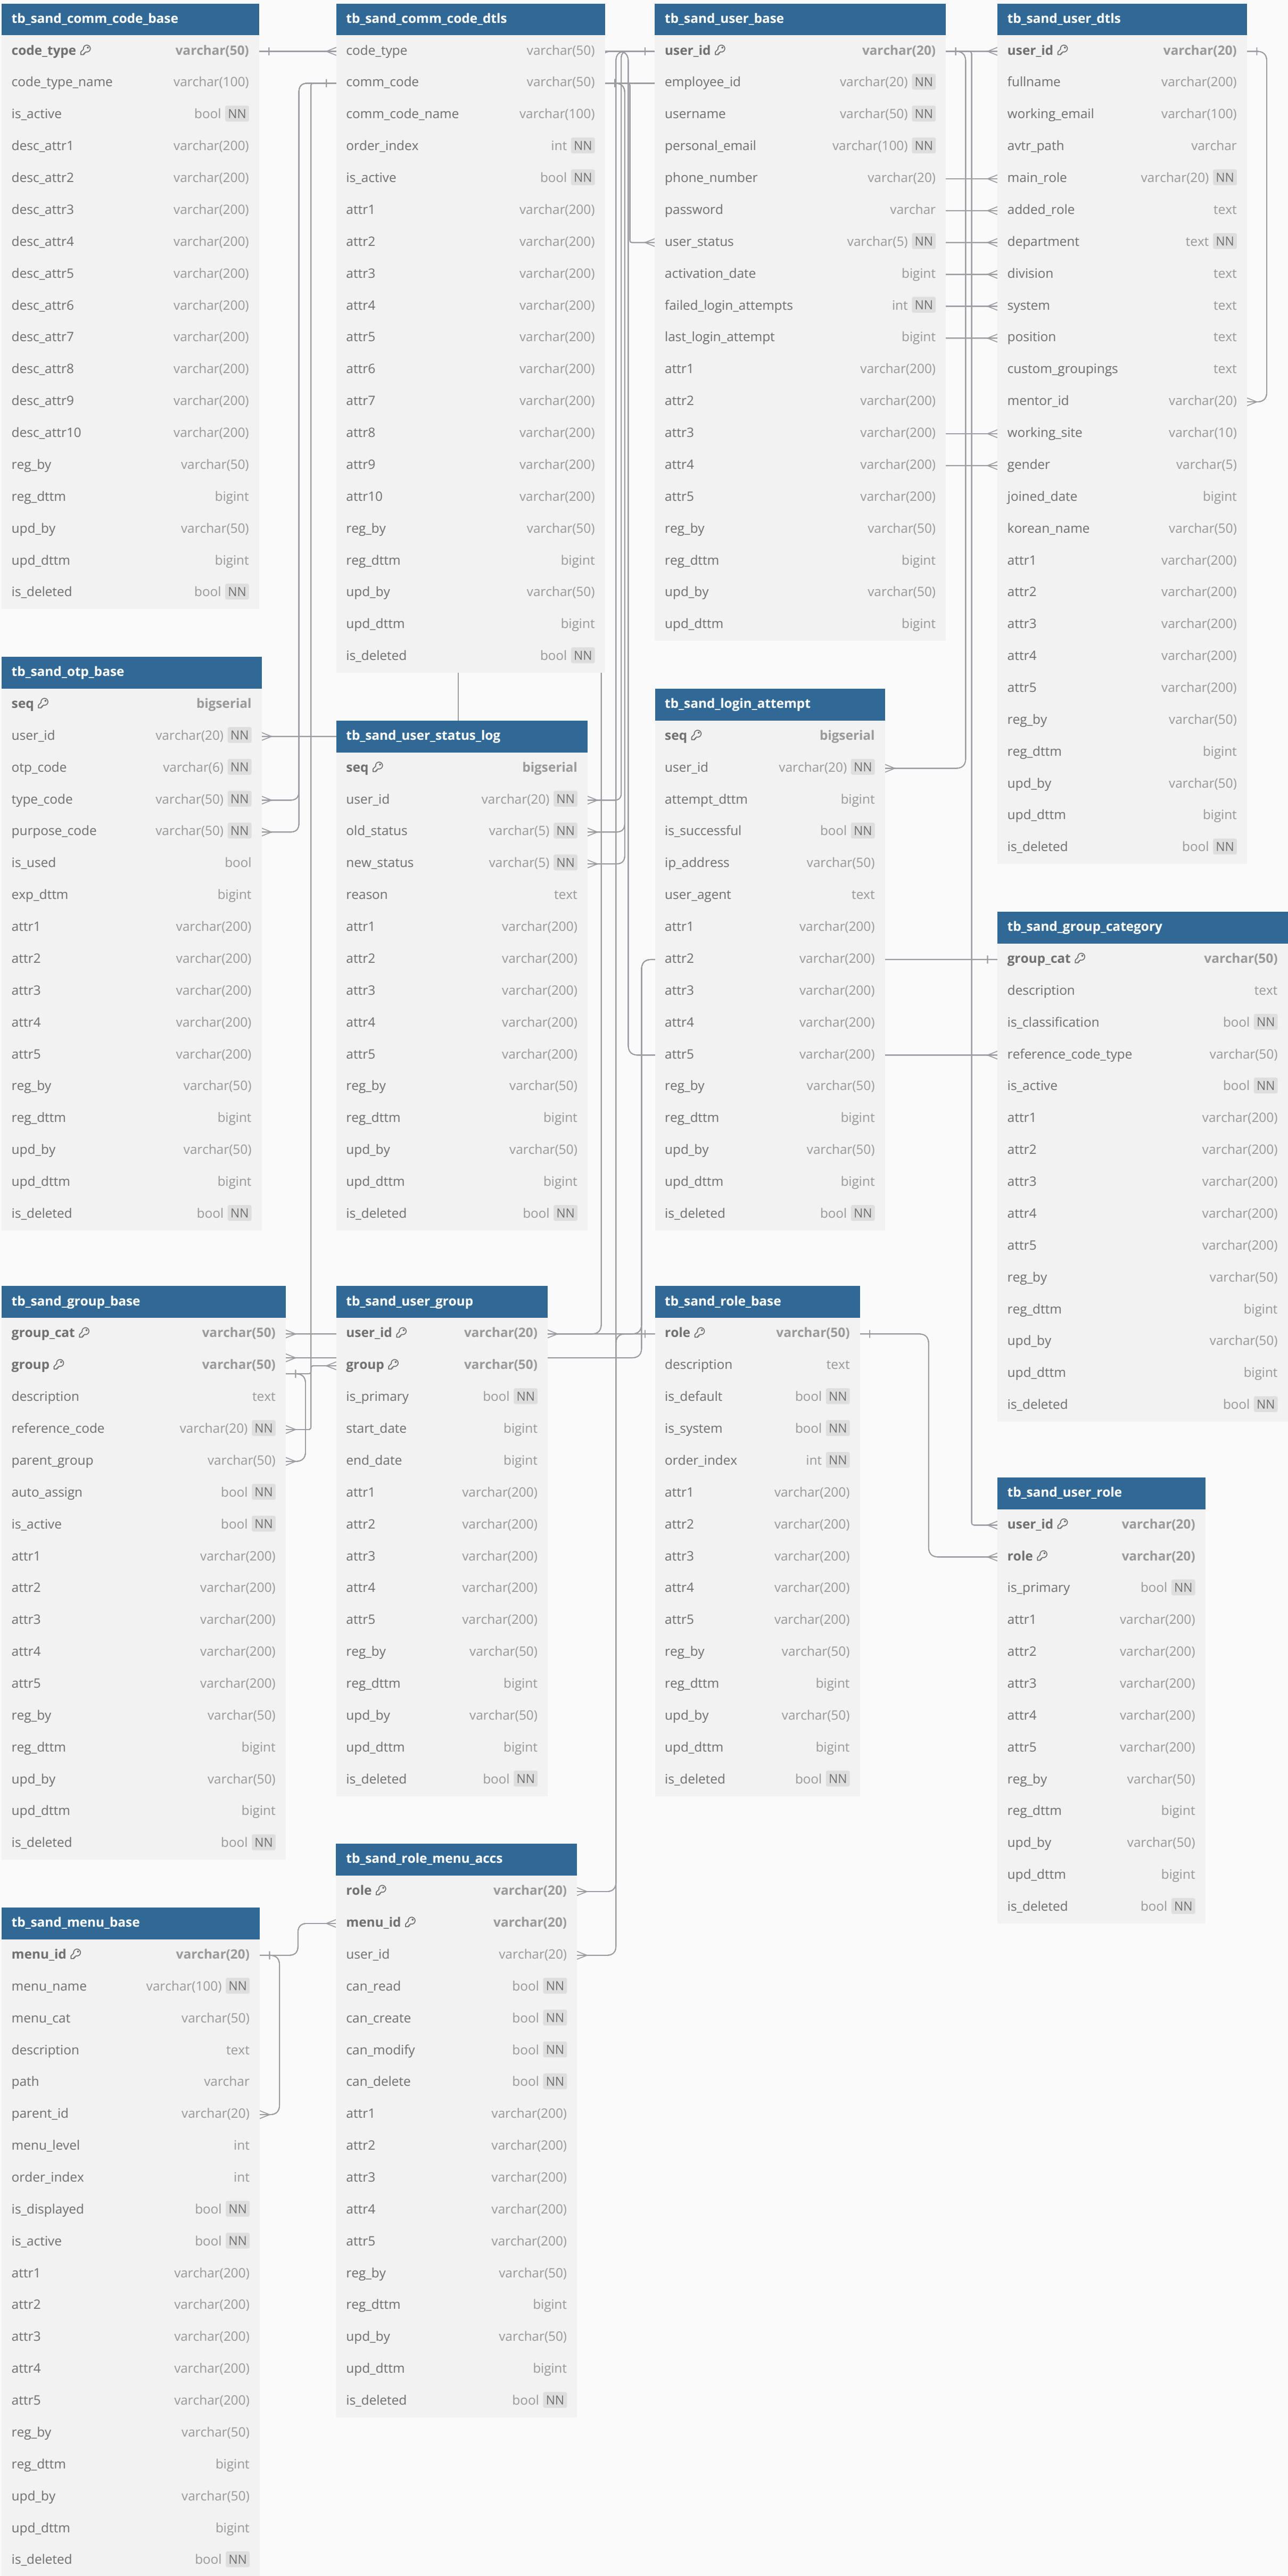 tb_sand_comm_code_base
code_type varchar(50)
code_type_name varchar(100)
is_active bool NN
desc_attr1 varchar(200)
desc_attr2 varchar(200)
desc_attr3 varchar(200)
desc_attr4 varchar(200)
desc_attr5 varchar(200)
desc_attr6 varchar(200)
desc_attr7 varchar(200)
desc_attr8 varchar(200)
desc_attr9 varchar(200)
desc_attr10 varchar(200)
reg_by varchar(50)
reg_dttm bigint
upd_by varchar(50)
upd_dttm bigint
is_deleted bool NN
tb_sand_comm_code_dtls
code_type varchar(50)
comm_code varchar(50)
comm_code_name varchar(100)
order_index int NN
is_active bool NN
attr1 varchar(200)
attr2 varchar(200)
attr3 varchar(200)
attr4 varchar(200)
attr5 varchar(200)
attr6 varchar(200)
attr7 varchar(200)
attr8 varchar(200)
attr9 varchar(200)
attr10 varchar(200)
reg_by varchar(50)
reg_dttm bigint
upd_by varchar(50)
upd_dttm bigint
is_deleted bool NN
tb_sand_user_base
user_id varchar(20)
employee_id varchar(20) NN
username varchar(50) NN
personal_email varchar(100) NN
phone_number varchar(20)
password varchar
user_status varchar(5) NN
activation_date bigint
failed_login_attempts int NN
last_login_attempt bigint
attr1 varchar(200)
attr2 varchar(200)
attr3 varchar(200)
attr4 varchar(200)
attr5 varchar(200)
reg_by varchar(50)
reg_dttm bigint
upd_by varchar(50)
upd_dttm bigint
tb_sand_user_dtls
user_id varchar(20)
fullname varchar(200)
working_email varchar(100)
avtr_path varchar
main_role varchar(20) NN
added_role text
department text NN
division text
system text
position text
custom_groupings text
mentor_id varchar(20)
working_site varchar(10)
gender varchar(5)
joined_date bigint
korean_name varchar(50)
attr1 varchar(200)
attr2 varchar(200)
attr3 varchar(200)
attr4 varchar(200)
attr5 varchar(200)
reg_by varchar(50)
reg_dttm bigint
upd_by varchar(50)
upd_dttm bigint
is_deleted bool NN
tb_sand_otp_base
seq bigserial
user_id varchar(20) NN
otp_code varchar(6) NN
type_code varchar(50) NN
purpose_code varchar(50) NN
is_used bool
exp_dttm bigint
attr1 varchar(200)
attr2 varchar(200)
attr3 varchar(200)
attr4 varchar(200)
attr5 varchar(200)
reg_by varchar(50)
reg_dttm bigint
upd_by varchar(50)
upd_dttm bigint
is_deleted bool NN
tb_sand_user_status_log
seq bigserial
user_id varchar(20) NN
old_status varchar(5) NN
new_status varchar(5) NN
reason text
attr1 varchar(200)
attr2 varchar(200)
attr3 varchar(200)
attr4 varchar(200)
attr5 varchar(200)
reg_by varchar(50)
reg_dttm bigint
upd_by varchar(50)
upd_dttm bigint
is_deleted bool NN
tb_sand_login_attempt
seq bigserial
user_id varchar(20) NN
attempt_dttm bigint
is_successful bool NN
ip_address varchar(50)
user_agent text
attr1 varchar(200)
attr2 varchar(200)
attr3 varchar(200)
attr4 varchar(200)
attr5 varchar(200)
reg_by varchar(50)
reg_dttm bigint
upd_by varchar(50)
upd_dttm bigint
is_deleted bool NN
tb_sand_group_category
group_cat varchar(50)
description text
is_classification bool NN
reference_code_type varchar(50)
is_active bool NN
attr1 varchar(200)
attr2 varchar(200)
attr3 varchar(200)
attr4 varchar(200)
attr5 varchar(200)
reg_by varchar(50)
reg_dttm bigint
upd_by varchar(50)
upd_dttm bigint
is_deleted bool NN
tb_sand_group_base
group_cat varchar(50)
group varchar(50)
description text
reference_code varchar(20) NN
parent_group varchar(50)
auto_assign bool NN
is_active bool NN
attr1 varchar(200)
attr2 varchar(200)
attr3 varchar(200)
attr4 varchar(200)
attr5 varchar(200)
reg_by varchar(50)
reg_dttm bigint
upd_by varchar(50)
upd_dttm bigint
is_deleted bool NN
tb_sand_user_group
user_id varchar(20)
group varchar(50)
is_primary bool NN
start_date bigint
end_date bigint
attr1 varchar(200)
attr2 varchar(200)
attr3 varchar(200)
attr4 varchar(200)
attr5 varchar(200)
reg_by varchar(50)
reg_dttm bigint
upd_by varchar(50)
upd_dttm bigint
is_deleted bool NN
tb_sand_role_base
role varchar(50)
description text
is_default bool NN
is_system bool NN
order_index int NN
attr1 varchar(200)
attr2 varchar(200)
attr3 varchar(200)
attr4 varchar(200)
attr5 varchar(200)
reg_by varchar(50)
reg_dttm bigint
upd_by varchar(50)
upd_dttm bigint
is_deleted bool NN
tb_sand_user_role
user_id varchar(20)
role varchar(20)
is_primary bool NN
attr1 varchar(200)
attr2 varchar(200)
attr3 varchar(200)
attr4 varchar(200)
attr5 varchar(200)
reg_by varchar(50)
reg_dttm bigint
upd_by varchar(50)
upd_dttm bigint
is_deleted bool NN
tb_sand_menu_base
menu_id varchar(20)
menu_name varchar(100) NN
menu_cat varchar(50)
description text
path varchar
parent_id varchar(20)
menu_level int
order_index int
is_displayed bool NN
is_active bool NN
attr1 varchar(200)
attr2 varchar(200)
attr3 varchar(200)
attr4 varchar(200)
attr5 varchar(200)
reg_by varchar(50)
reg_dttm bigint
upd_by varchar(50)
upd_dttm bigint
is_deleted bool NN
tb_sand_role_menu_accs
role varchar(20)
menu_id varchar(20)
user_id varchar(20)
can_read bool NN
can_create bool NN
can_modify bool NN
can_delete bool NN
attr1 varchar(200)
attr2 varchar(200)
attr3 varchar(200)
attr4 varchar(200)
attr5 varchar(200)
reg_by varchar(50)
reg_dttm bigint
upd_by varchar(50)
upd_dttm bigint
is_deleted bool NN